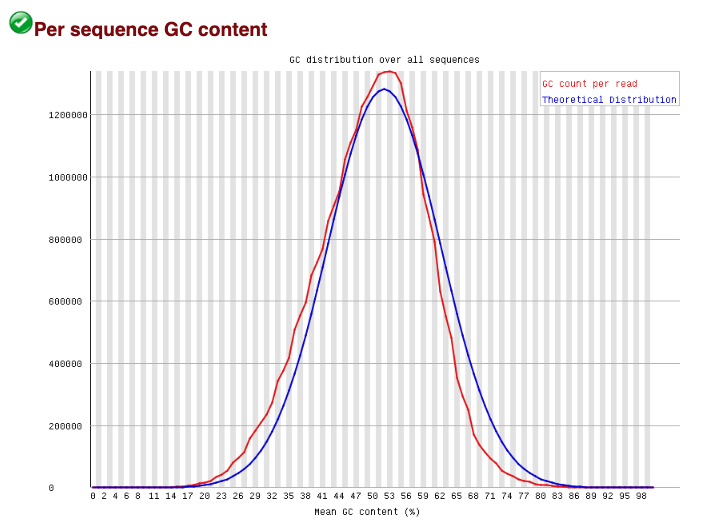 Per sequence GC content
GC distribution over all sequences
GC count per read
Theoretical Distribution
1200000
1000000
800000
600000
400000
200000
0
0 2 4 6 8 11 14 17 20 23 26 29 32 35 38 41 44 47 50 53 56 59 62 65 68 71 74 77 80 83 86 89 92 95 98
Mean GC content (%)